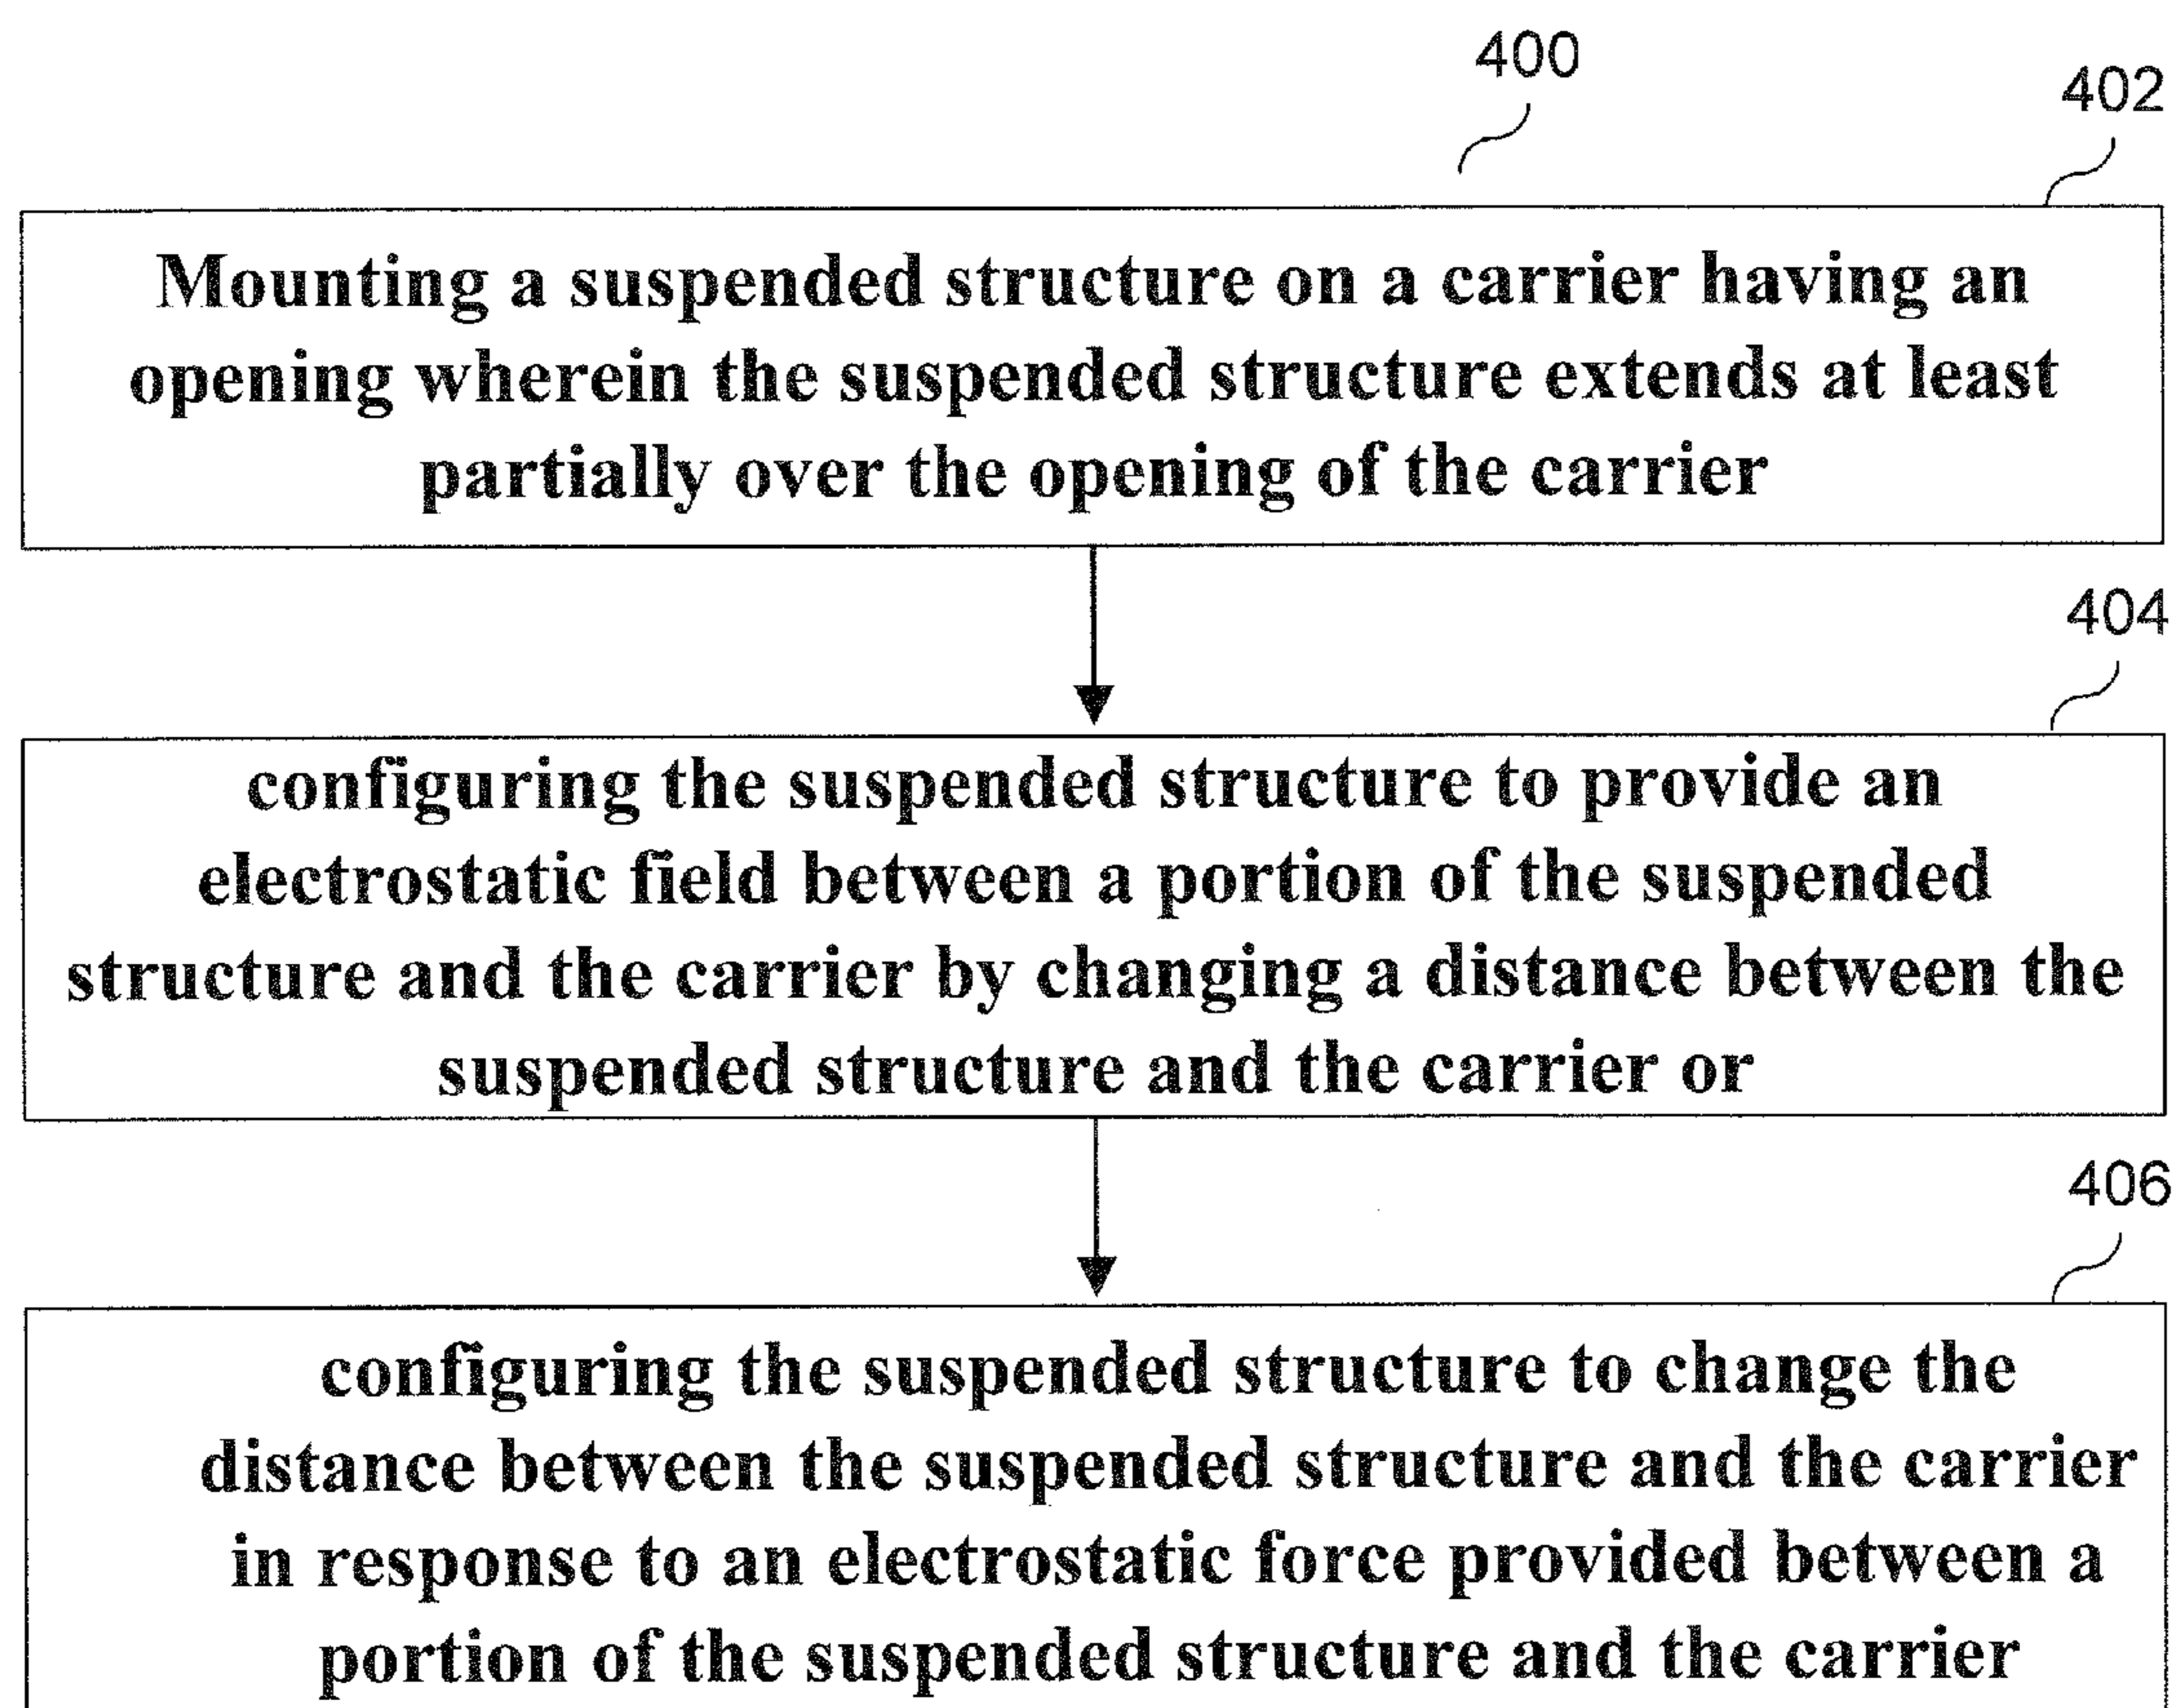 400
402
Mounting a suspended structure on a carrier having an
opening wherein the suspended structure extends at least
partially over the opening of the carrier
404
configuring the suspended structure to provide an
electrostatic field between a portion of the suspended
structure and the carrier by changing a distance between the
suspended structure and the carrier or
406
configuring the suspended structure to change the
distance between the suspended structure and the carrier
in response to an electrostatic force provided between a
portion of the suspended structure and the carrier